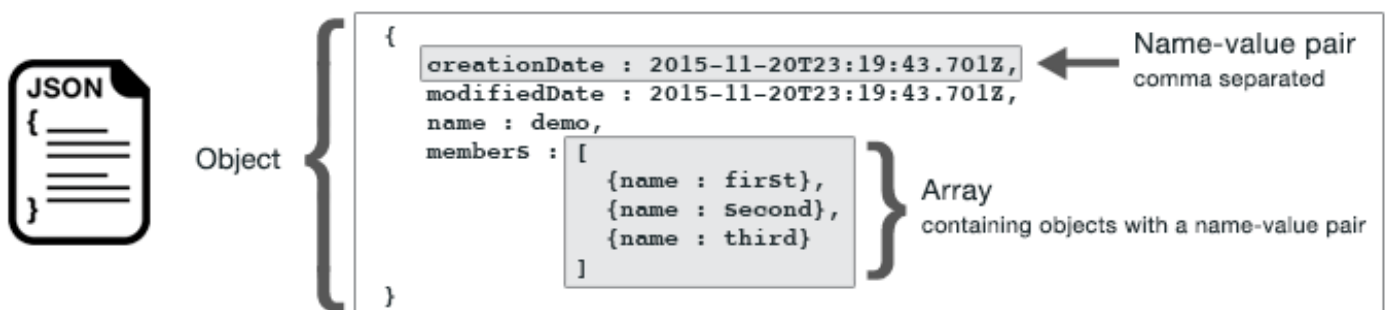 JSON
{
}
Object
{
creationDate : 2015-11-20T23:19:43.701Z,
modifiedDate : 2015-11-20T23:19:43.701Z,
name : demo,
members : [
{name : first},
{name : second},
{name : third}
]
}
Name-value pair
comma separated
Array
containing objects with a name-value pair